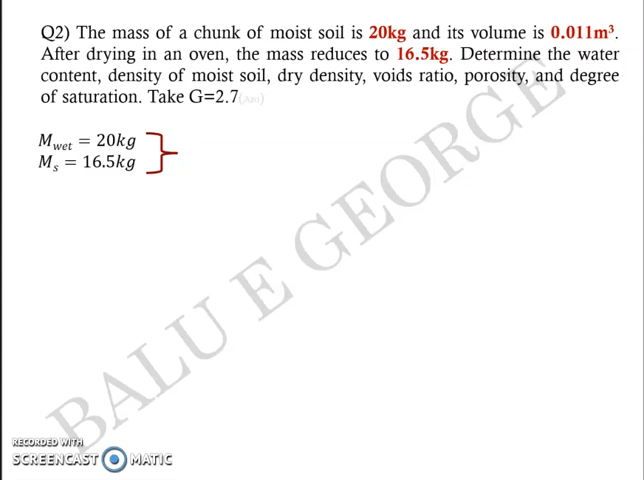 Q2) The mass of a chunk of moist soil is 20kg and its volume is 0.011m³.
After drying in an oven, the mass reduces to 16.5kg. Determine the water
content, density of moist soil, dry density, voids ratio, porosity, and degree
of saturation. Take G=2.7
M_wet = 20kg
M_s = 16.5kg
BALU E GEORGE
RECORDED WITH
SCREENCAST MATIC